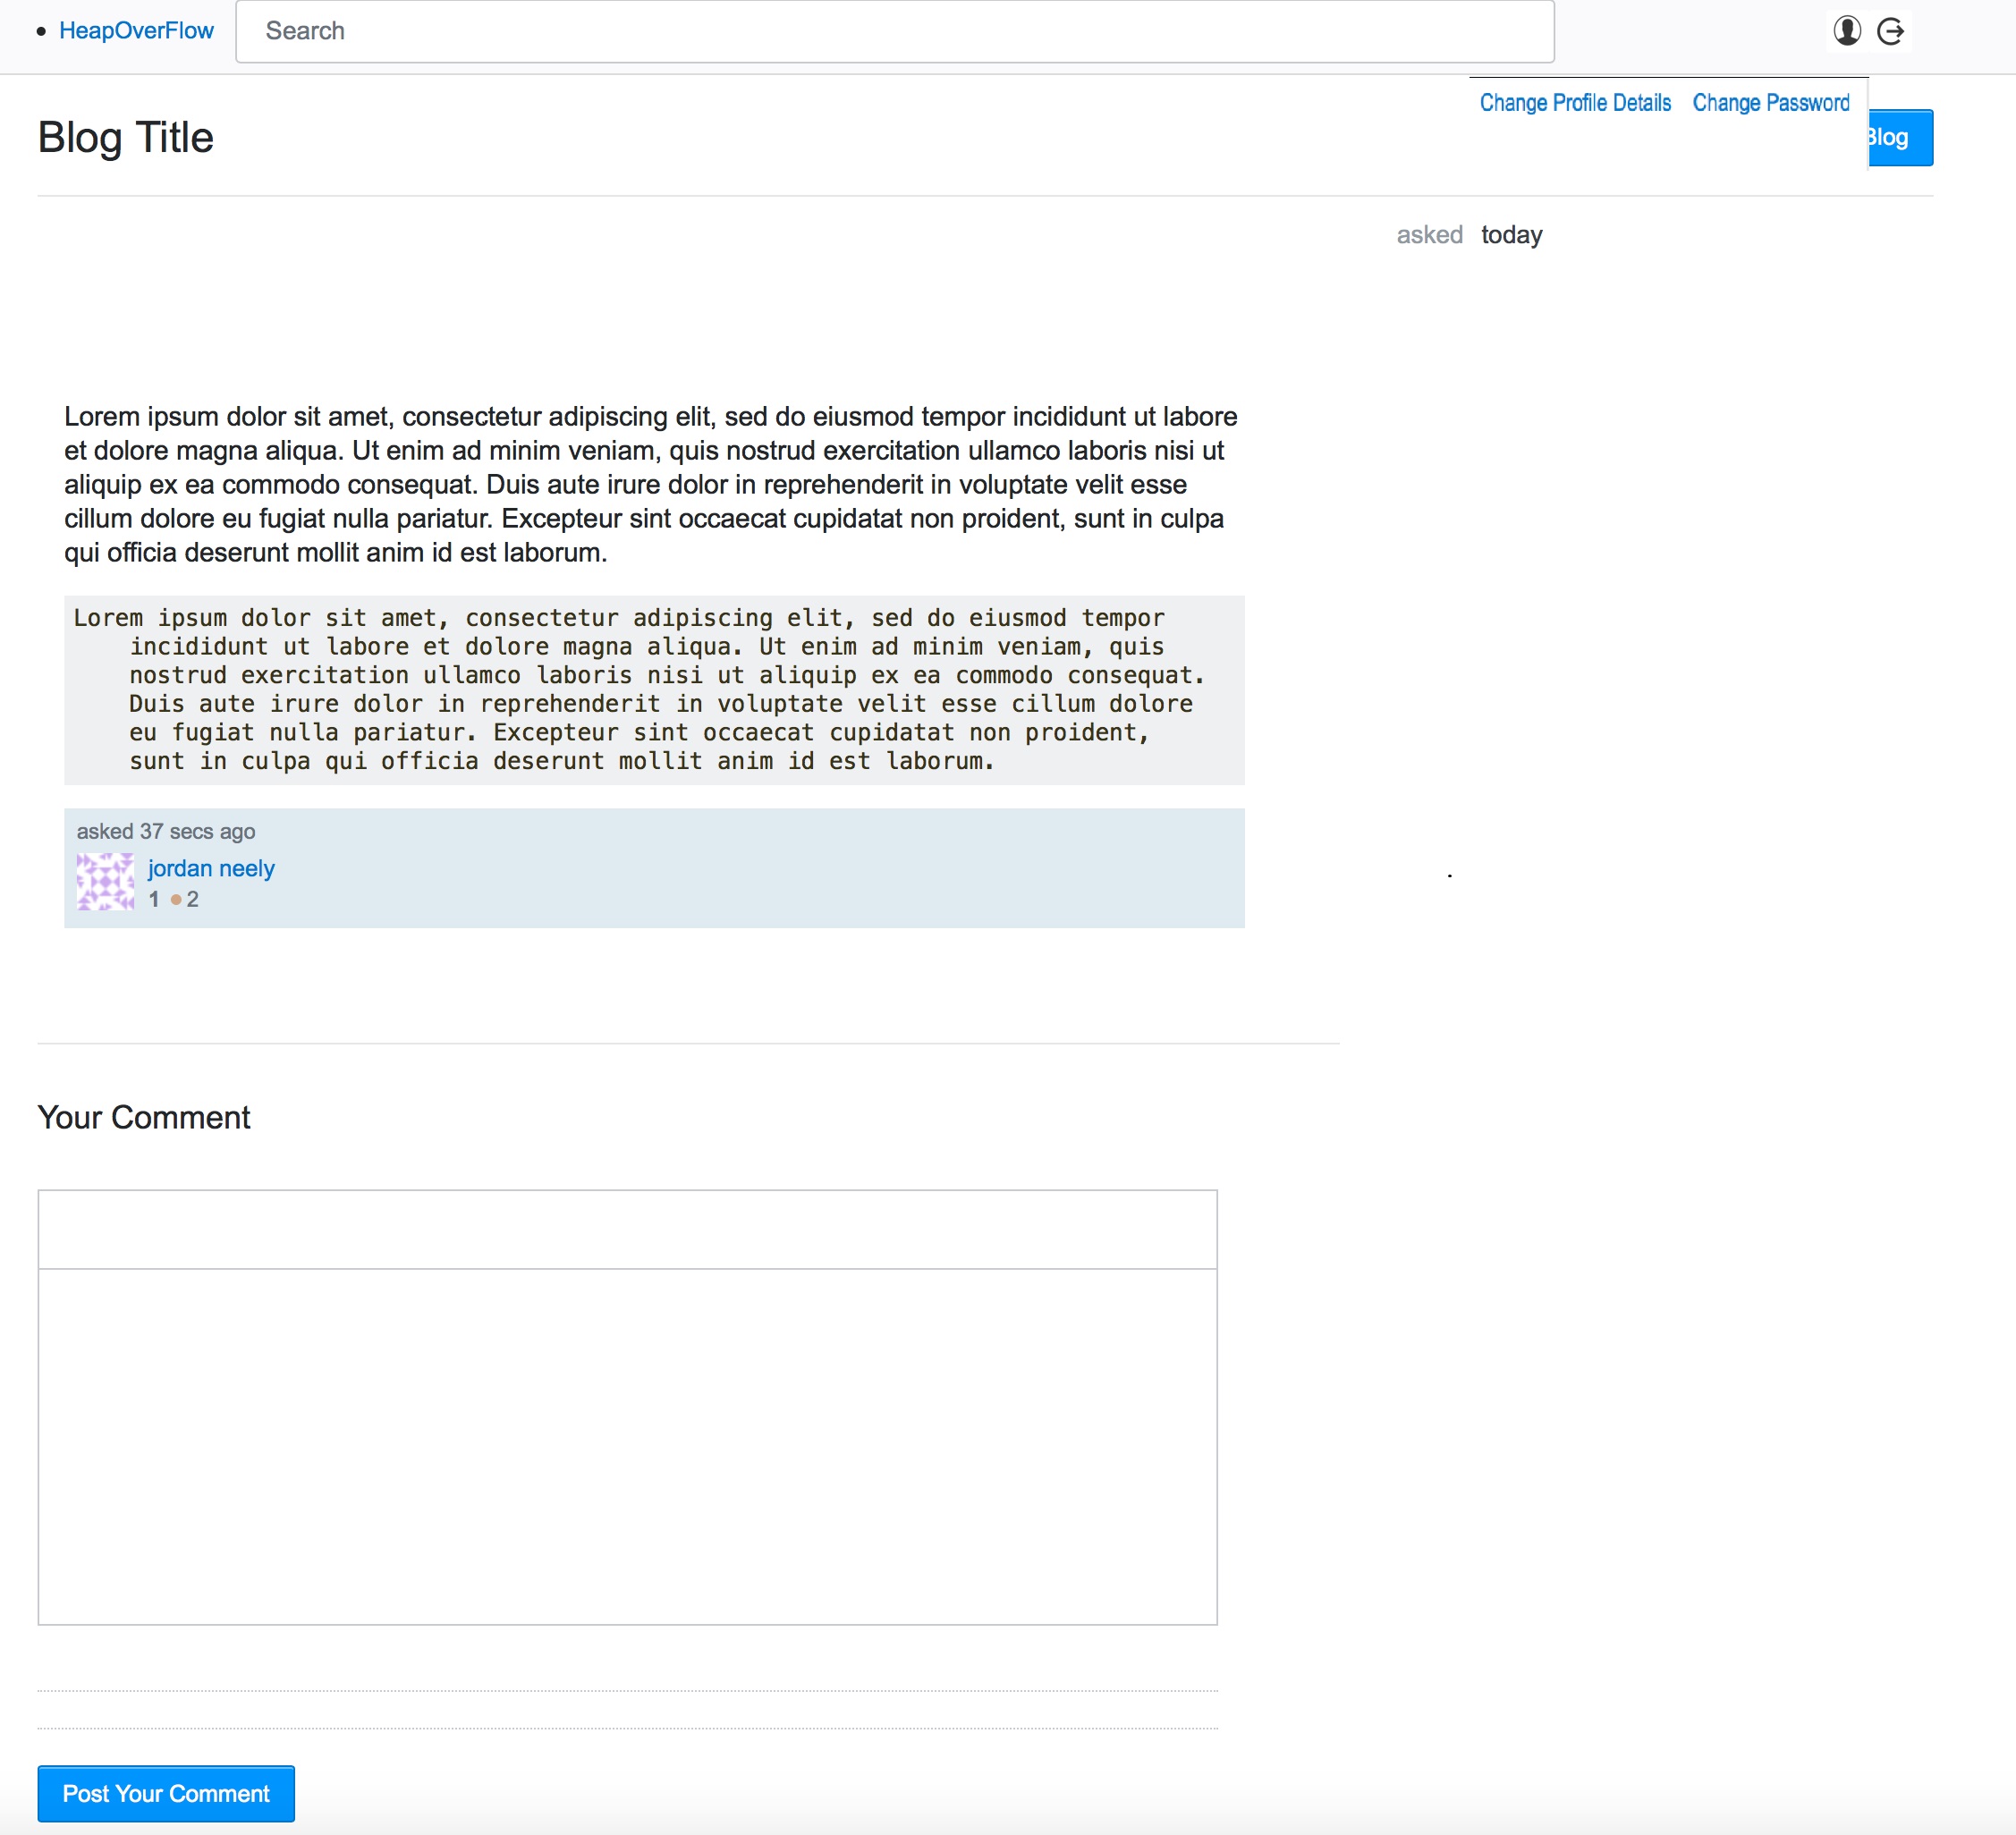 HeapOverFlow
Search
Change Profile Details Change Password
Blog Title
Blog
asked today
Lorem ipsum dolor sit amet, consectetur adipiscing elit, sed do eiusmod tempor incididunt ut labore
et dolore magna aliqua. Ut enim ad minim veniam, quis nostrud exercitation ullamco laboris nisi ut
aliquip ex ea commodo consequat. Duis aute irure dolor in reprehenderit in voluptate velit esse
cillum dolore eu fugiat nulla pariatur. Excepteur sint occaecat cupidatat non proident, sunt in culpa
qui officia deserunt mollit anim id est laborum.
Lorem ipsum dolor sit amet, consectetur adipiscing elit, sed do eiusmod tempor
incididunt ut labore et dolore magna aliqua. Ut enim ad minim veniam, quis
nostrud exercitation ullamco laboris nisi ut aliquip ex ea commodo consequat.
Duis aute irure dolor in reprehenderit in voluptate velit esse cillum dolore
eu fugiat nulla pariatur. Excepteur sint occaecat cupidatat non proident,
sunt in culpa qui officia deserunt mollit anim id est laborum.
asked 37 secs ago
jordan neely
1 ● 2
.
Your Comment
Post Your Comment